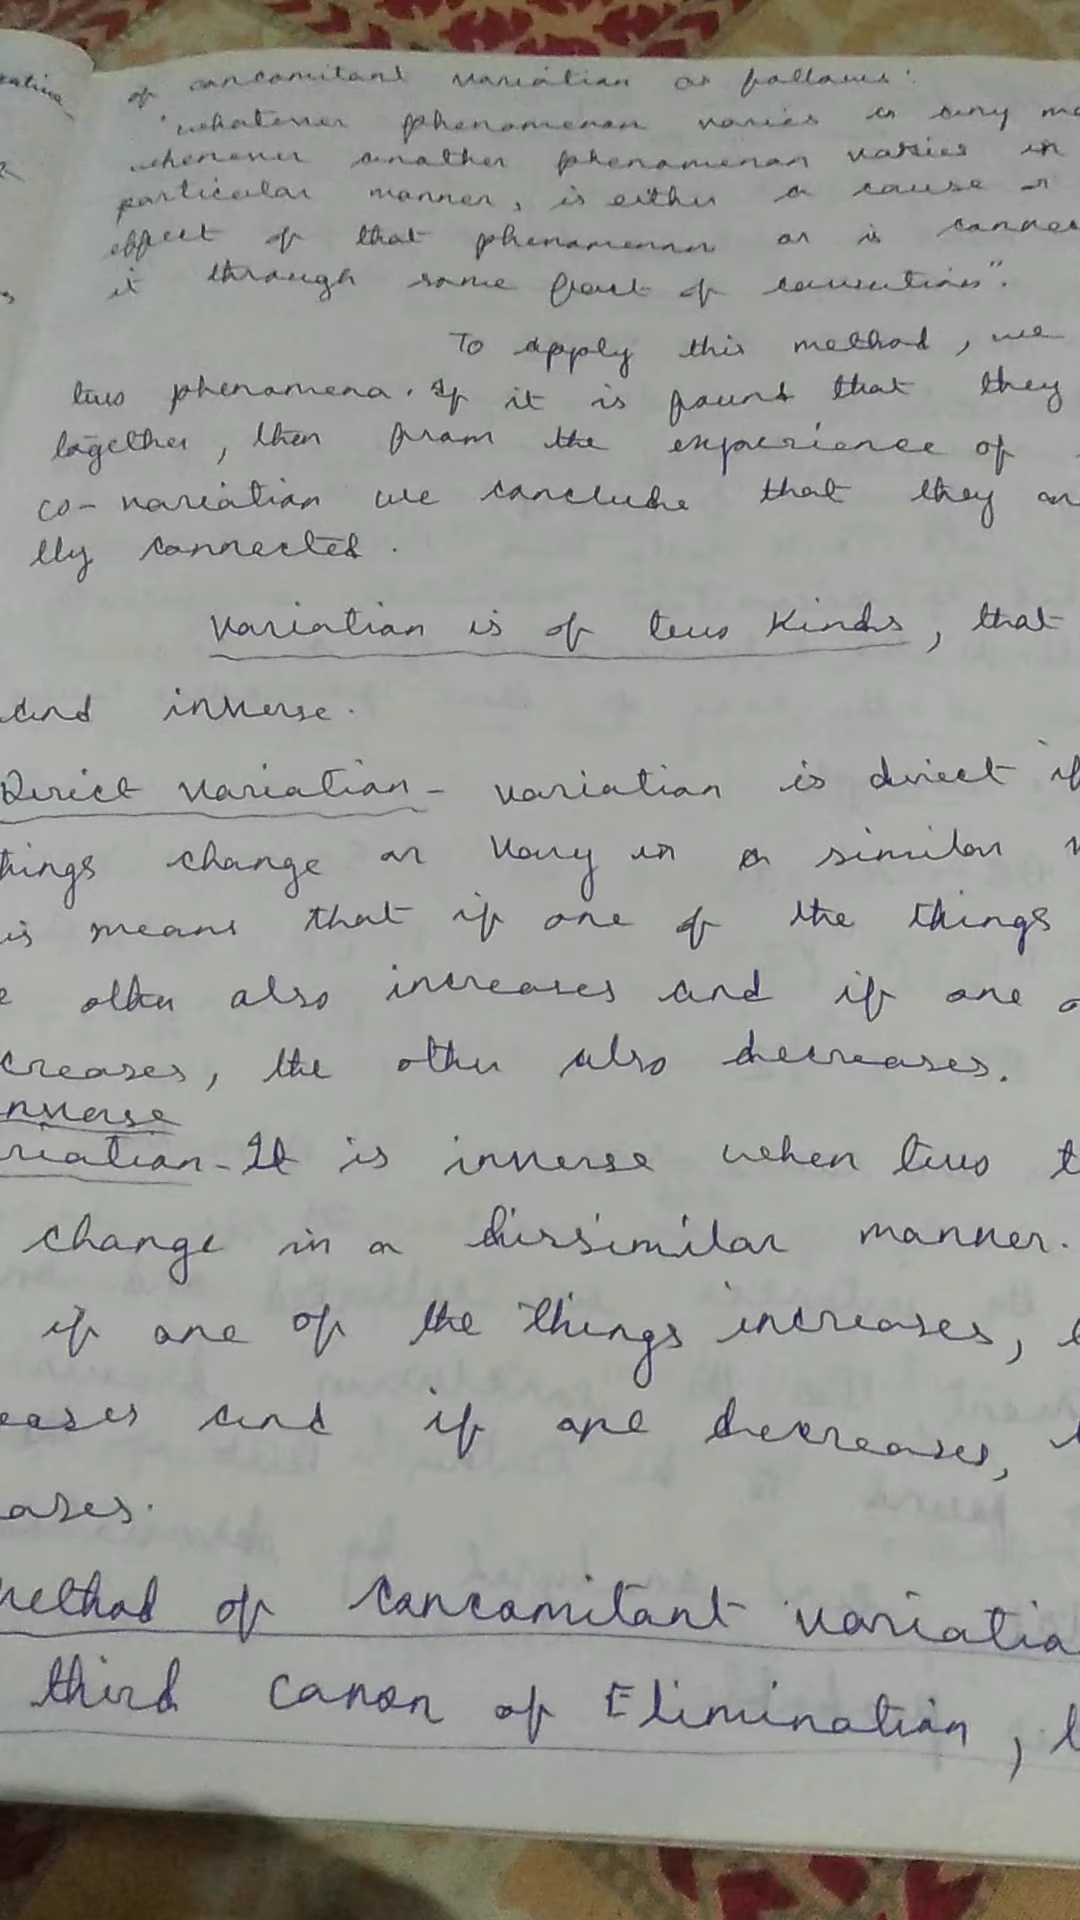 of concomitant variation as follows:
"whatever phenomenon varies in any
whenever another phenomenon varies in
particular manner, is either a cause or
effect of that phenomenon or is connec
it through some fact of causation".
To apply this method, we
two phenomena. If it is found that they
together, then from the experience of
co-variation we conclude that they ar
lly connected.
Variation is of two Kinds, that
and inverse.
Direct Variation - variation is direct if
things change or vary in a similar
is means that if one of the things
e other also increases and if one o
creases, the other also decreases.
nverse
riation - It is inverse when two t
change in a dissimilar manner.
if one of the things increases,
eases and if one decreases,
ases.
Method of Concomitant Variatio
third Canon of Elimination,